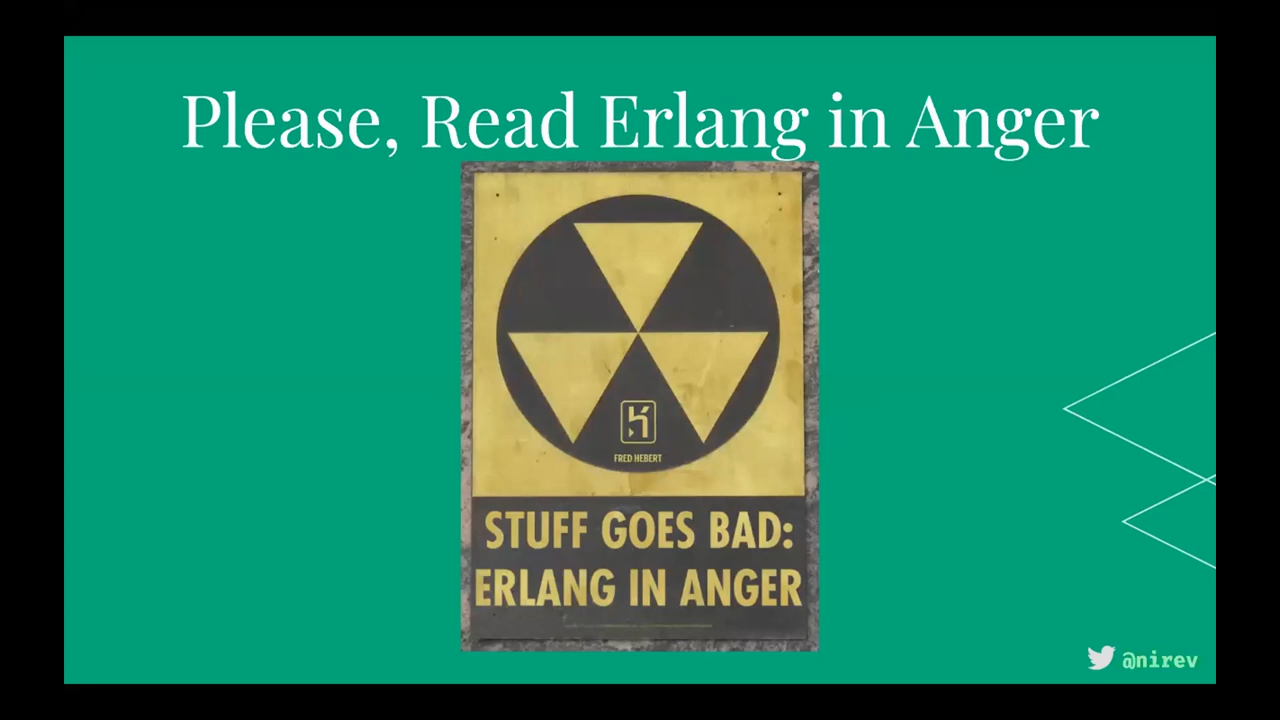 Please, Read Erlang in Anger
FRED HEBERT
STUFF GOES BAD:
ERLANG IN ANGER
@nirev